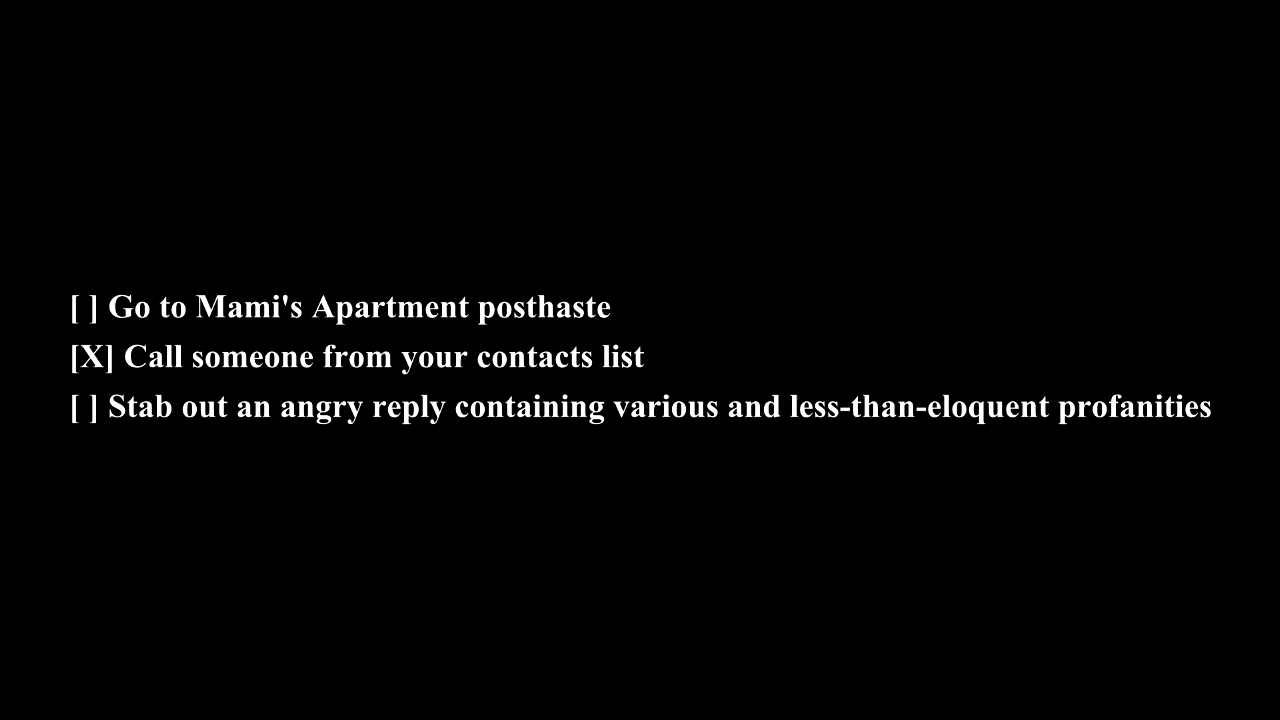 [ ] Go to Mami's Apartment posthaste
[X] Call someone from your contacts list
[ ] Stab out an angry reply containing various and less-than-eloquent profanities